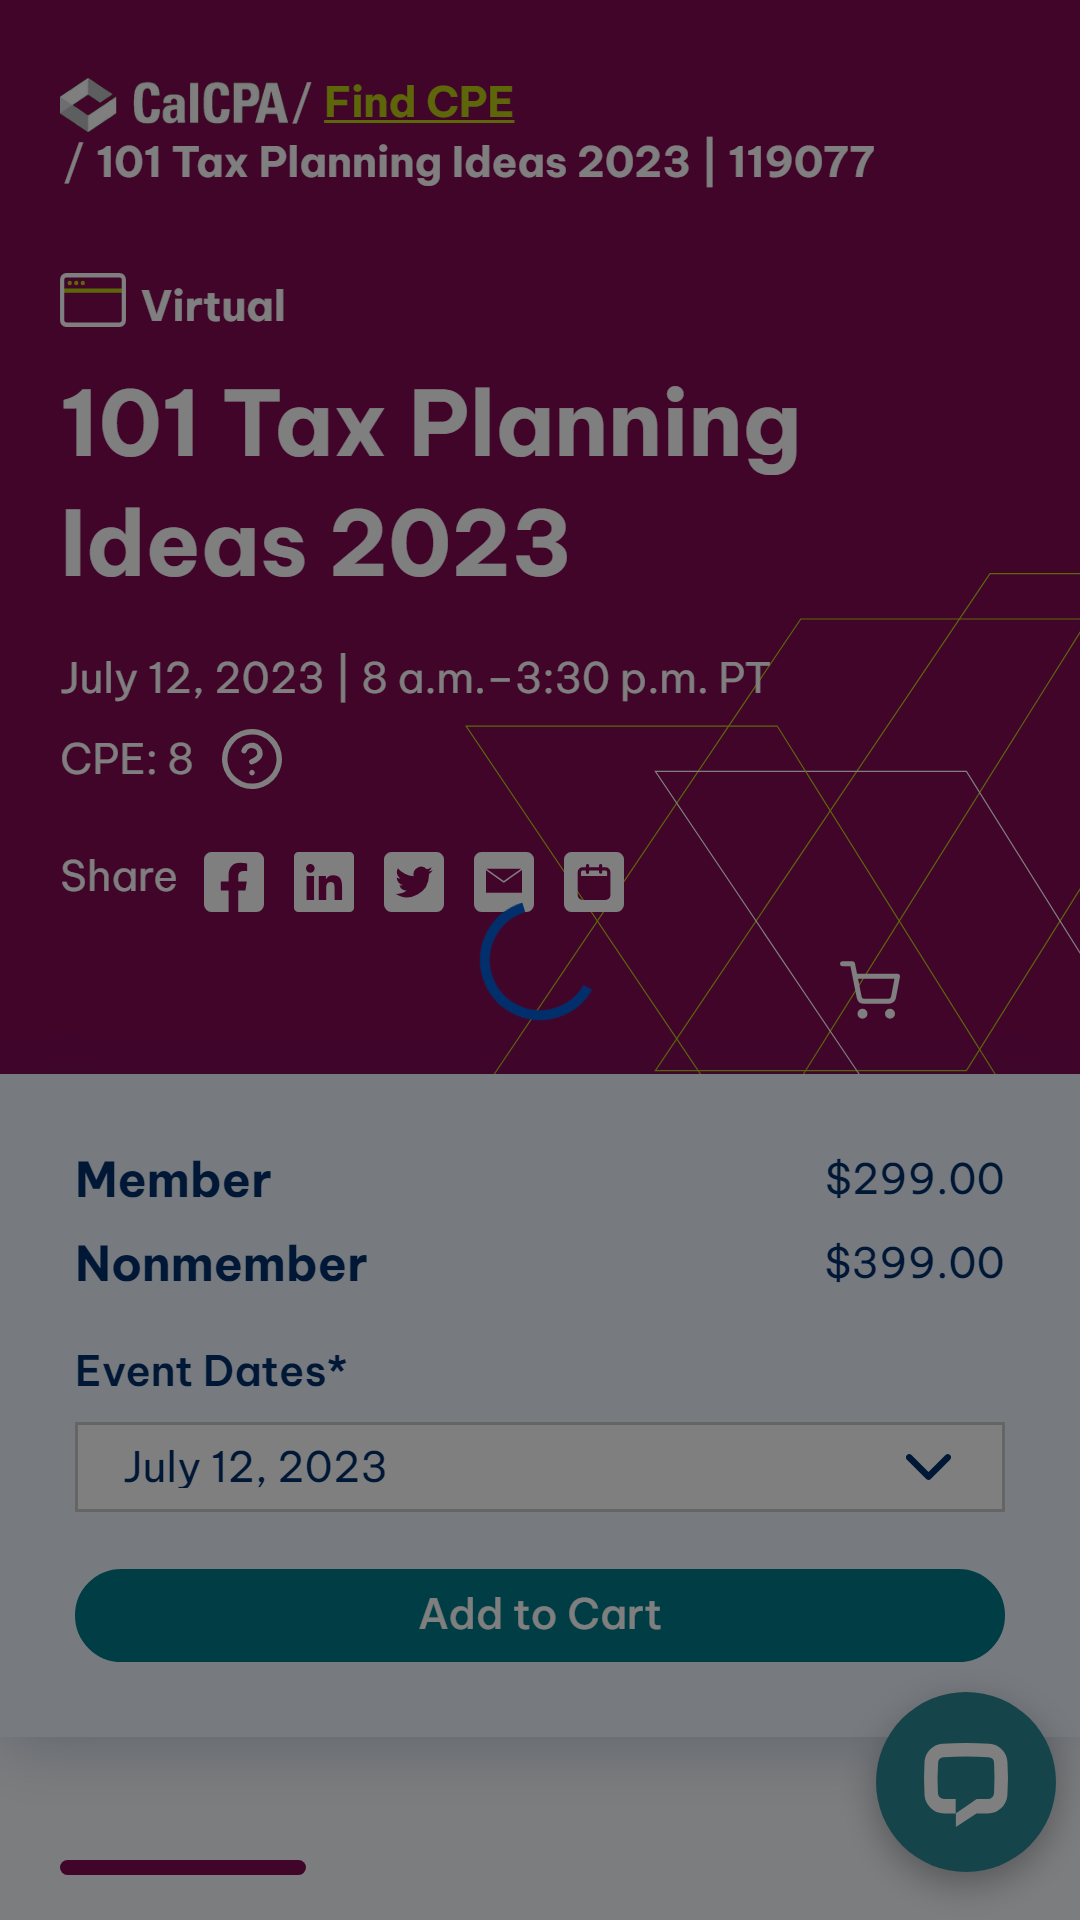 CalCPA / Find CPE
/ 101 Tax Planning Ideas 2023 | 119077
Virtual
101 Tax Planning
Ideas 2023
July 12, 2023 | 8 a.m.–3:30 p.m. PT
CPE: 8 ?
Share
Member $299.00
Nonmember $399.00
Event Dates*
July 12, 2023
Add to Cart